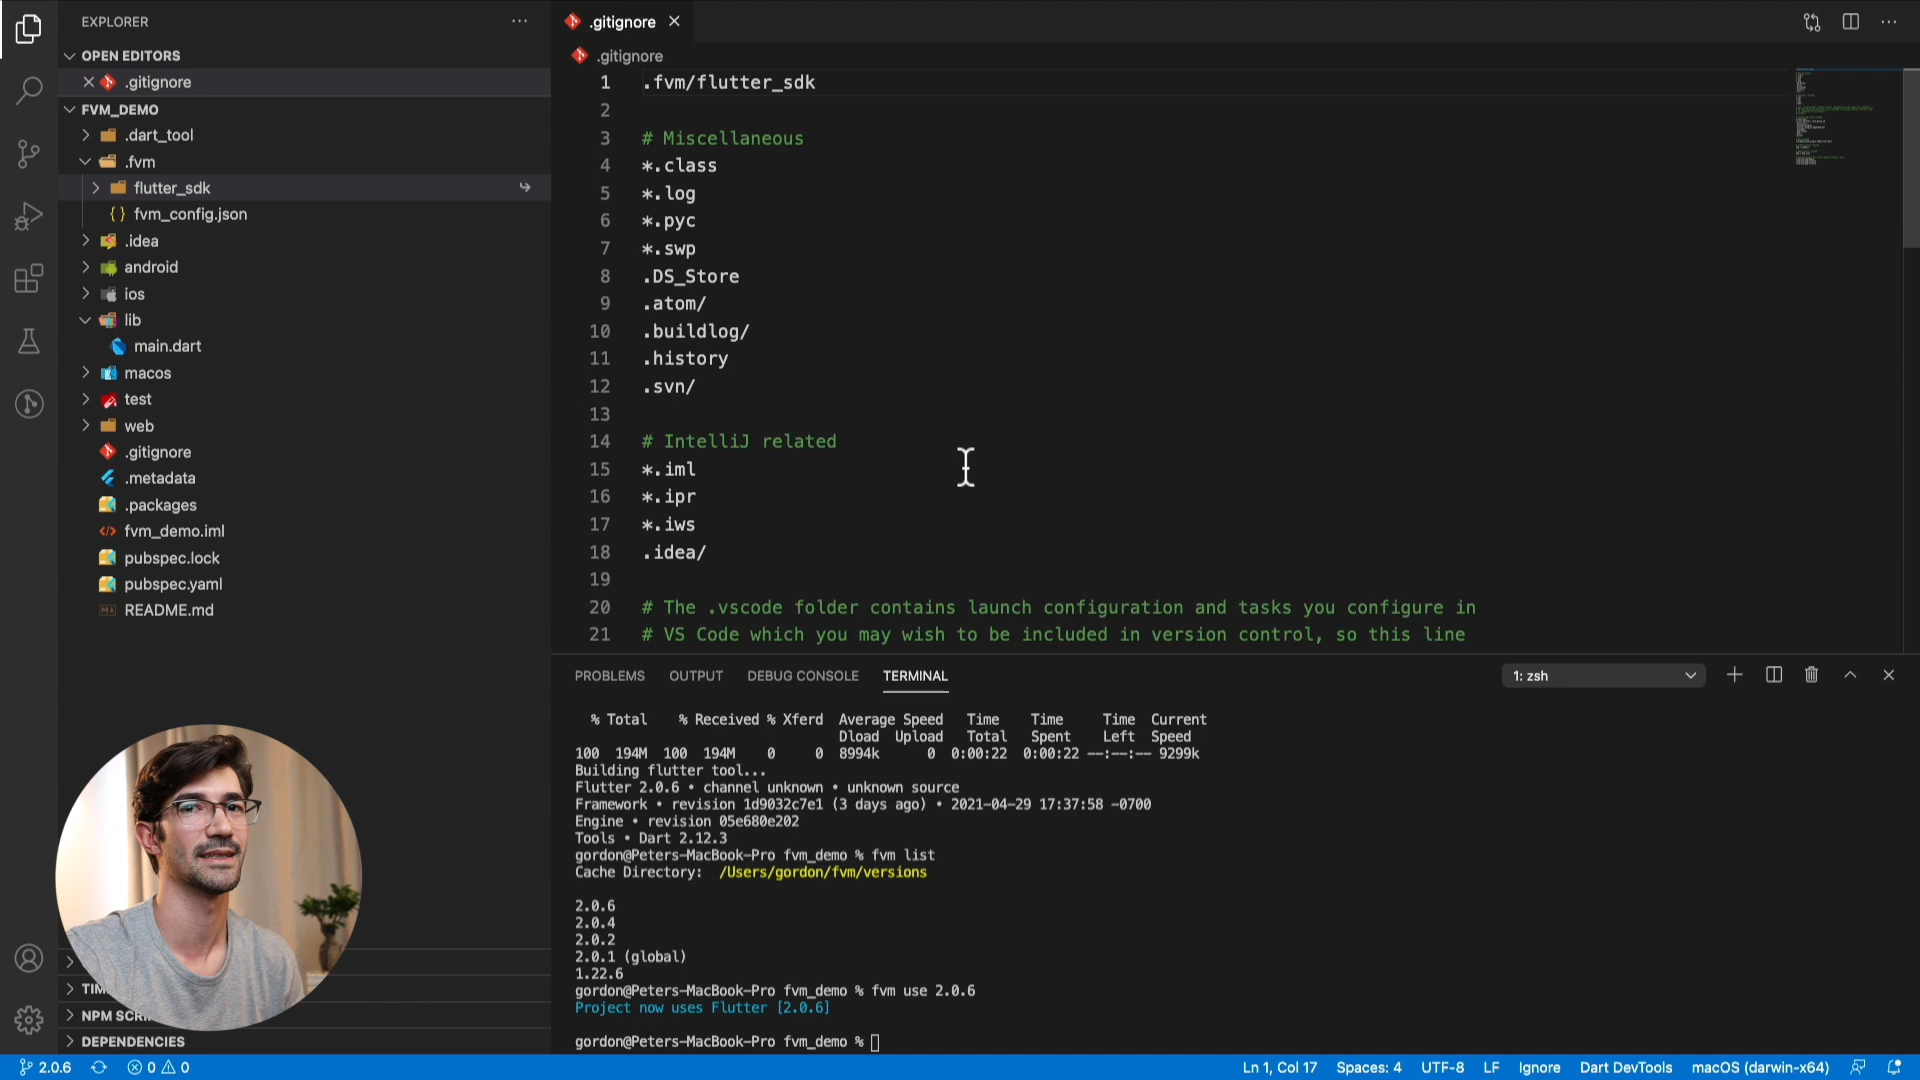 EXPLORER
OPEN EDITORS
.gitignore
FVM_DEMO
.dart_tool
.fvm
flutter_sdk
fvm_config.json
.idea
android
ios
lib
main.dart
macos
test
web
.gitignore
.metadata
.packages
fvm_demo.iml
pubspec.lock
pubspec.yaml
README.md
NPM SCRI
DEPENDENCIES
.gitignore
.gitignore
1 .fvm/flutter_sdk
2
3 # Miscellaneous
4 *.class
5 *.log
6 *.pyc
7 *.swp
8 .DS_Store
9 .atom/
10 .buildlog/
11 .history
12 .svn/
13
14 # IntelliJ related
15 *.iml
16 *.ipr
17 *.iws
18 .idea/
19
20 # The .vscode folder contains launch configuration and tasks you configure in
21 # VS Code which you may wish to be included in version control, so this line
PROBLEMS OUTPUT DEBUG CONSOLE TERMINAL 1: zsh
% Total % Received % Xferd Average Speed Time Time Time Current
Dload Upload Total Spent Left Speed
100 194M 100 194M 0 0 8994k 0 0:00:22 0:00:22 --:--:-- 9299k
Building flutter tool...
Flutter 2.0.6 • channel unknown • unknown source
Framework • revision 1d9032c7e1 (3 days ago) • 2021-04-29 17:37:58 -0700
Engine • revision 05e680e202
Tools • Dart 2.12.3
gordon@Peters-MacBook-Pro fvm_demo % fvm list
Cache Directory: /Users/gordon/fvm/versions
2.0.6
2.0.4
2.0.2
2.0.1 (global)
1.22.6
gordon@Peters-MacBook-Pro fvm_demo % fvm use 2.0.6
Project now uses Flutter [2.0.6]
gordon@Peters-MacBook-Pro fvm_demo %
2.0.6 0 0 Ln 1, Col 17 Spaces: 4 UTF-8 LF Ignore Dart DevTools macOS (darwin-x64)